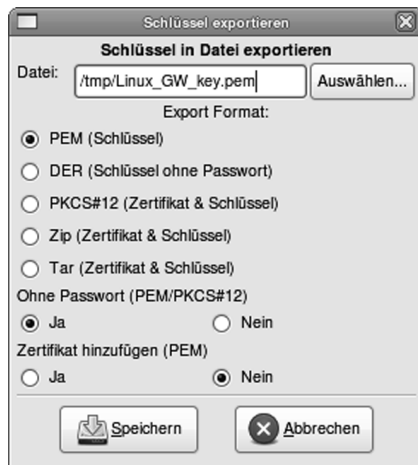 Schlüssel exportieren
Schlüssel in Datei exportieren
Datei: /tmp/Linux_GW_key.pem Auswählen...
Export Format:
PEM (Schlüssel)
DER (Schlüssel ohne Passwort)
PKCS#12 (Zertifikat & Schlüssel)
Zip (Zertifikat & Schlüssel)
Tar (Zertifikat & Schlüssel)
Ohne Passwort (PEM/PKCS#12)
Ja Nein
Zertifikat hinzufügen (PEM)
Ja Nein
Speichern Abbrechen